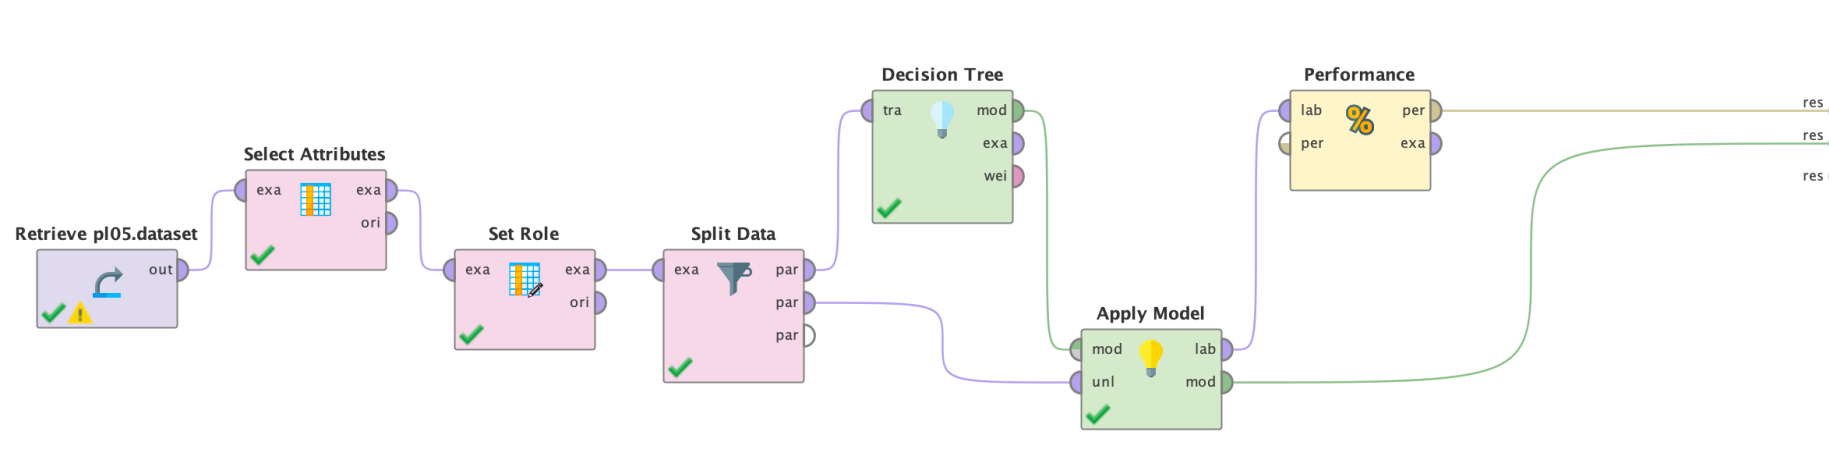 Retrieve pl05.dataset
out
Select Attributes
exa exa
ori
Set Role
exa exa
ori
Split Data
exa par
par
par
Decision Tree
tra mod
exa
wei
Apply Model
mod lab
unl mod
Performance
lab % per
per exa
res
res
res